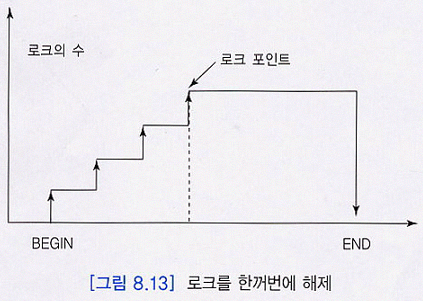 로크의 수
로크 포인트
BEGIN
END
[그림 8.13] 로크를 한꺼번에 해제